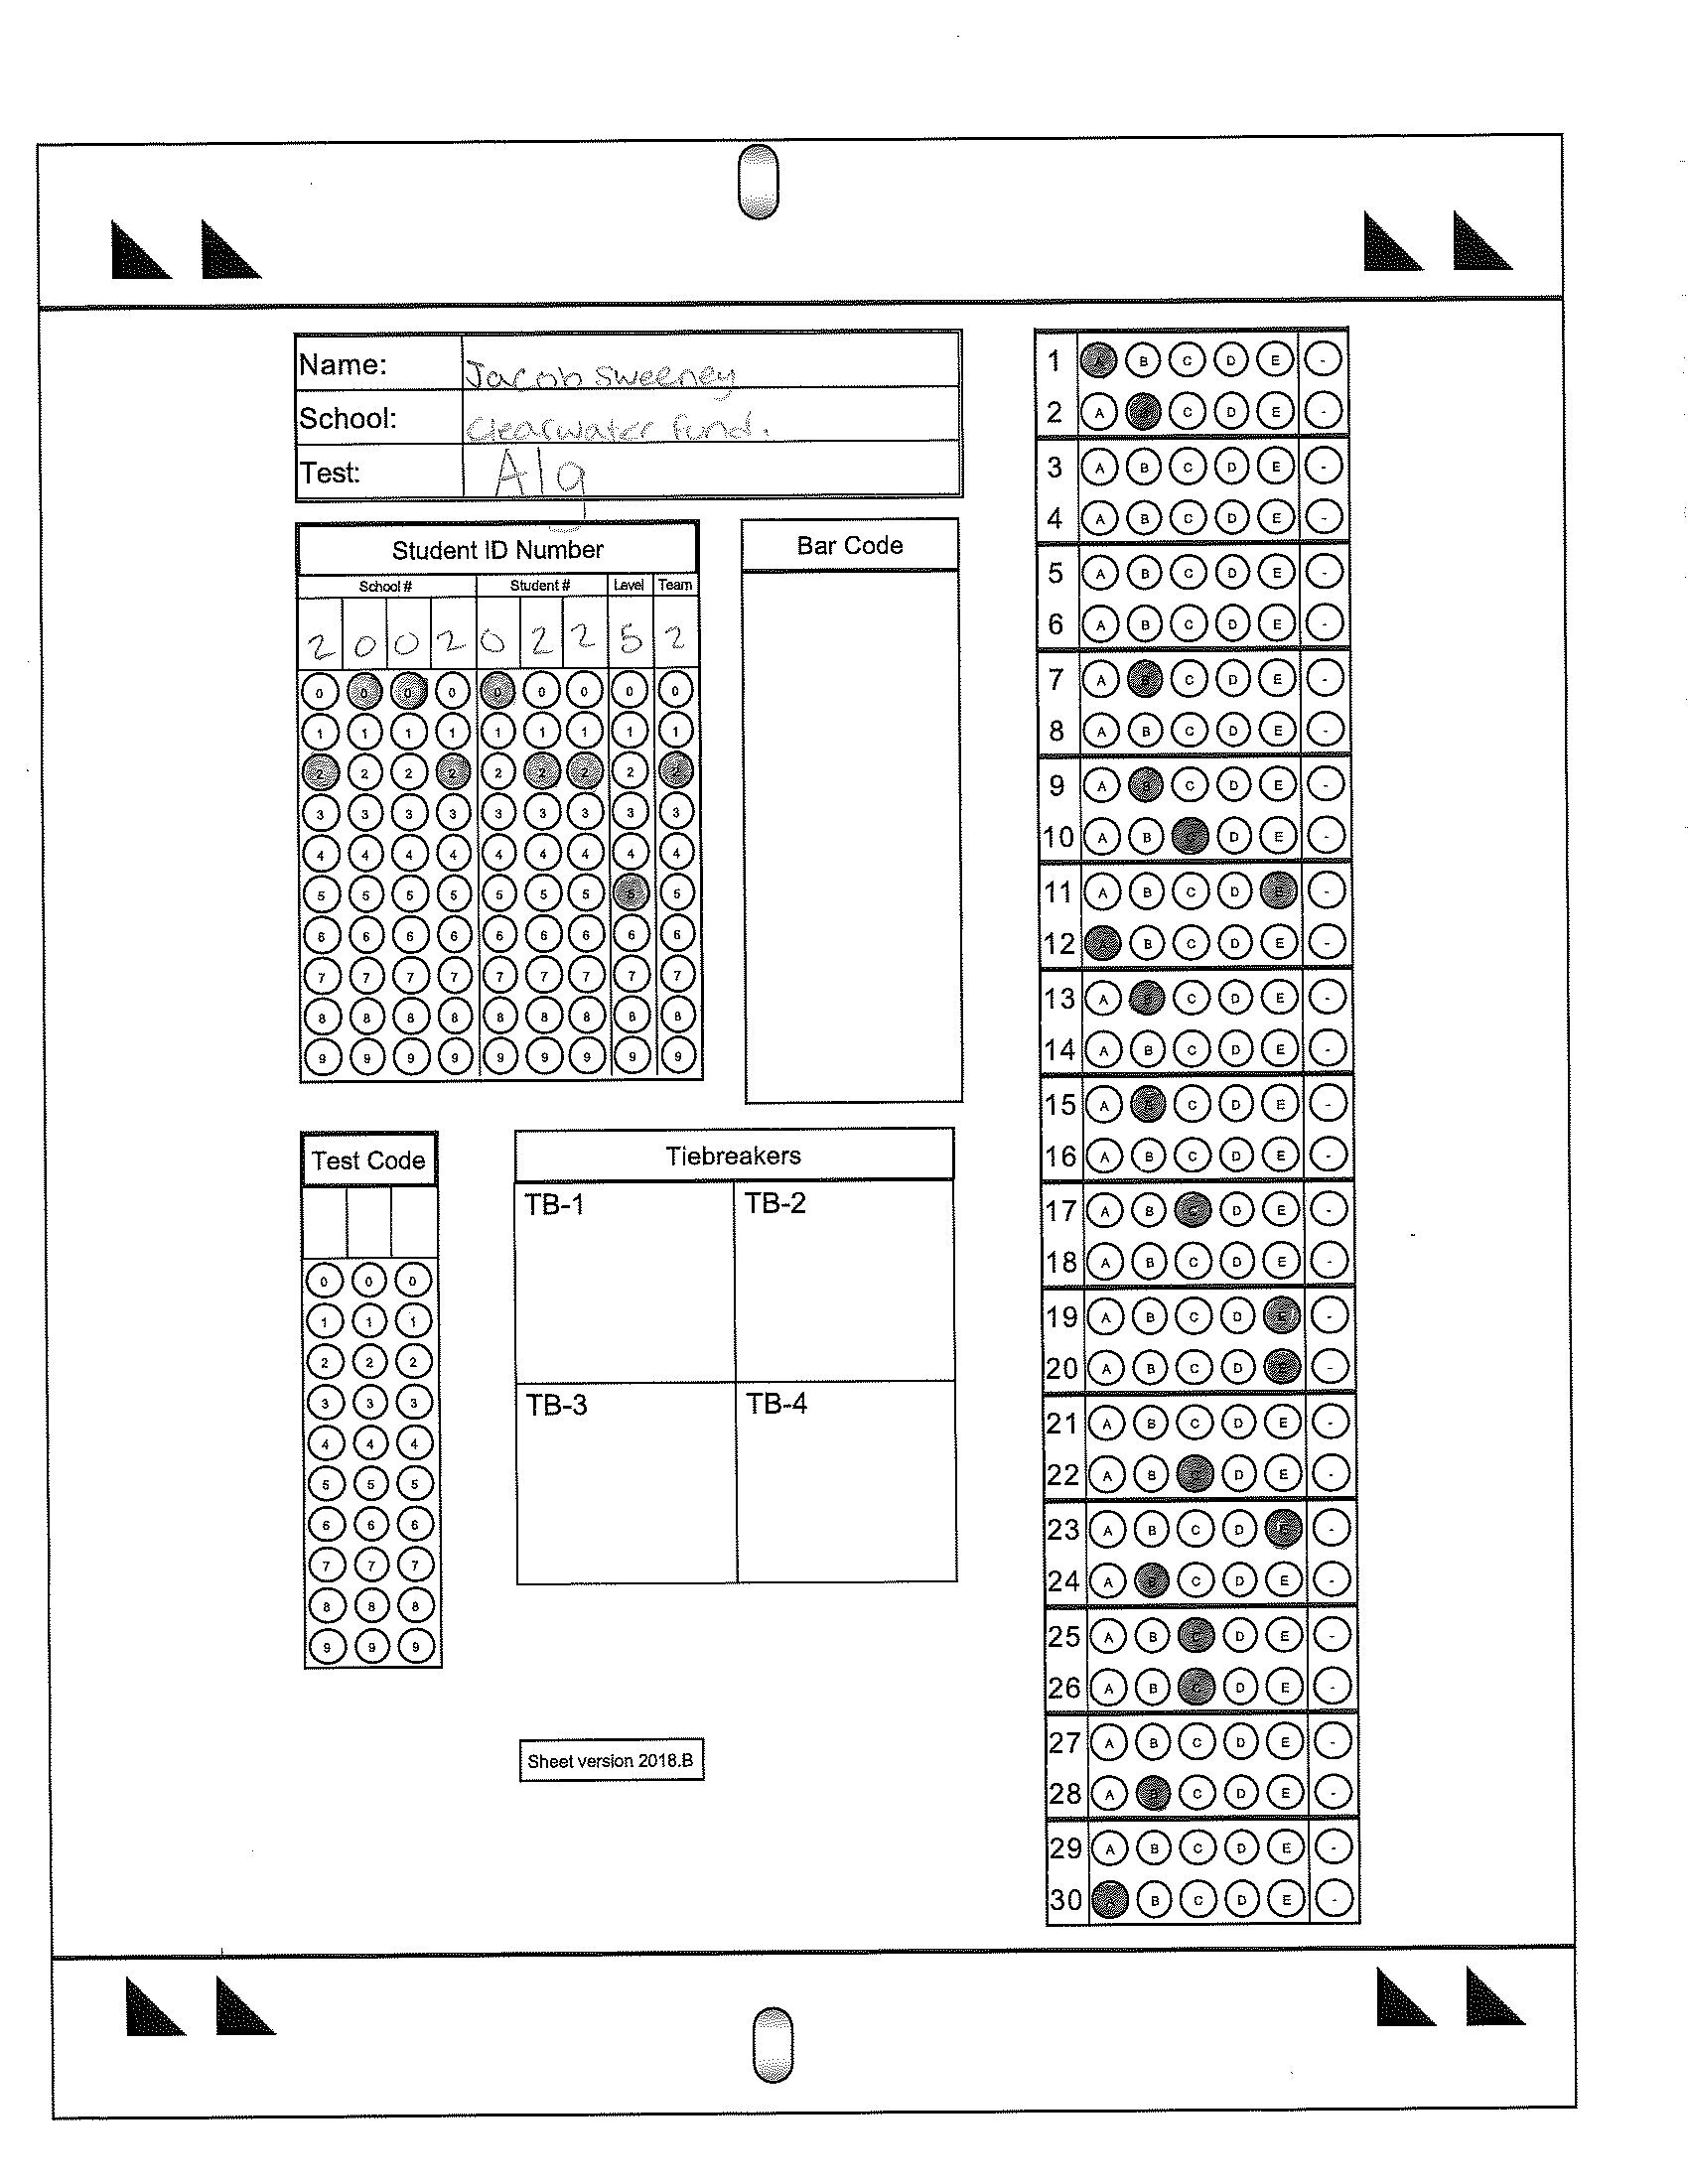 Name: Jacob Sweeney
School: Clearwater Fund.
Test: Alg
Student ID Number
School # Student # Level Team
2 0 0 2 0 2 2 5 2
0 0 0 0 0 0 0 0 0
1 1 1 1 1 1 1 1 1
2 2 2 2 2 2 2 2 2
3 3 3 3 3 3 3 3 3
4 4 4 4 4 4 4 4 4
5 5 5 5 5 5 5 5 5
6 6 6 6 6 6 6 6 6
7 7 7 7 7 7 7 7 7
8 8 8 8 8 8 8 8 8
9 9 9 9 9 9 9 9 9
Bar Code
Test Code
0 0 0
1 1 1
2 2 2
3 3 3
4 4 4
5 5 5
6 6 6
7 7 7
8 8 8
9 9 9
Tiebreakers
TB-1 TB-2
TB-3 TB-4
Sheet version 2018.B
1 A B C D E -
2 A B C D E -
3 A B C D E -
4 A B C D E -
5 A B C D E -
6 A B C D E -
7 A B C D E -
8 A B C D E -
9 A B C D E -
10 A B C D E -
11 A B C D E -
12 A B C D E -
13 A B C D E -
14 A B C D E -
15 A B C D E -
16 A B C D E -
17 A B C D E -
18 A B C D E -
19 A B C D E -
20 A B C D E -
21 A B C D E -
22 A B C D E -
23 A B C D E -
24 A B C D E -
25 A B C D E -
26 A B C D E -
27 A B C D E -
28 A B C D E -
29 A B C D E -
30 A B C D E -